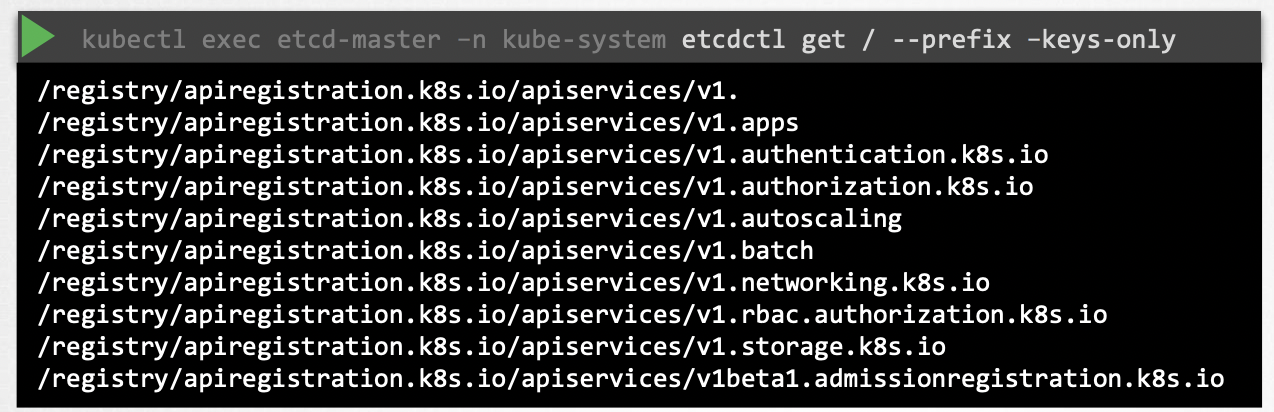 kubectl exec etcd-master –n kube-system etcdctl get / --prefix –keys-only
/registry/apiregistration.k8s.io/apiservices/v1.
/registry/apiregistration.k8s.io/apiservices/v1.apps
/registry/apiregistration.k8s.io/apiservices/v1.authentication.k8s.io
/registry/apiregistration.k8s.io/apiservices/v1.authorization.k8s.io
/registry/apiregistration.k8s.io/apiservices/v1.autoscaling
/registry/apiregistration.k8s.io/apiservices/v1.batch
/registry/apiregistration.k8s.io/apiservices/v1.networking.k8s.io
/registry/apiregistration.k8s.io/apiservices/v1.rbac.authorization.k8s.io
/registry/apiregistration.k8s.io/apiservices/v1.storage.k8s.io
/registry/apiregistration.k8s.io/apiservices/v1beta1.admissionregistration.k8s.io